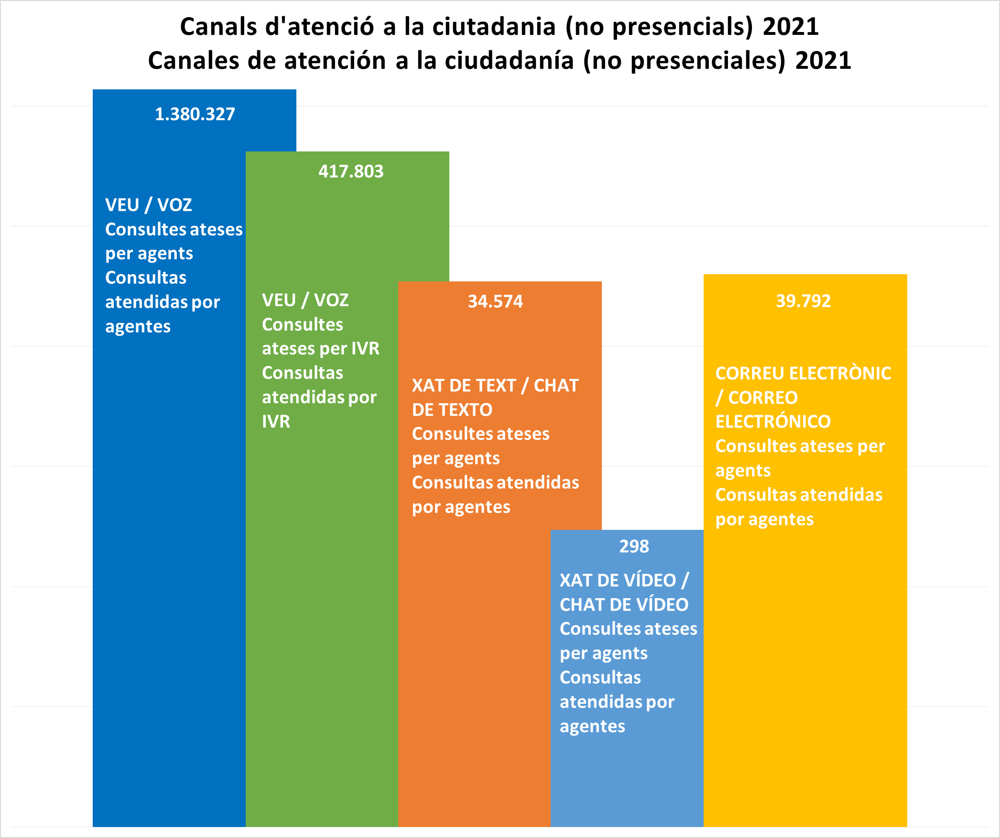 Canals d'atenció a la ciutadania (no presencials) 2021
Canales de atención a la ciudadanía (no presenciales) 2021
1.380.327
VEU / VOZ
Consultes ateses
per agents
Consultas
atendidas por
agentes
417.803
VEU / VOZ
Consultes
ateses per IVR
Consultas
atendidas por
IVR
34.574
XAT DE TEXT / CHAT
DE TEXTO
Consultes ateses
per agents
Consultas atendidas
por agentes
298
XAT DE VÍDEO /
CHAT DE VÍDEO
Consultes ateses
per agents
Consultas
atendidas por
agentes
39.792
CORREU ELECTRÒNIC
/ CORREO
ELECTRÓNICO
Consultes ateses per
agents
Consultas atendidas
por agentes